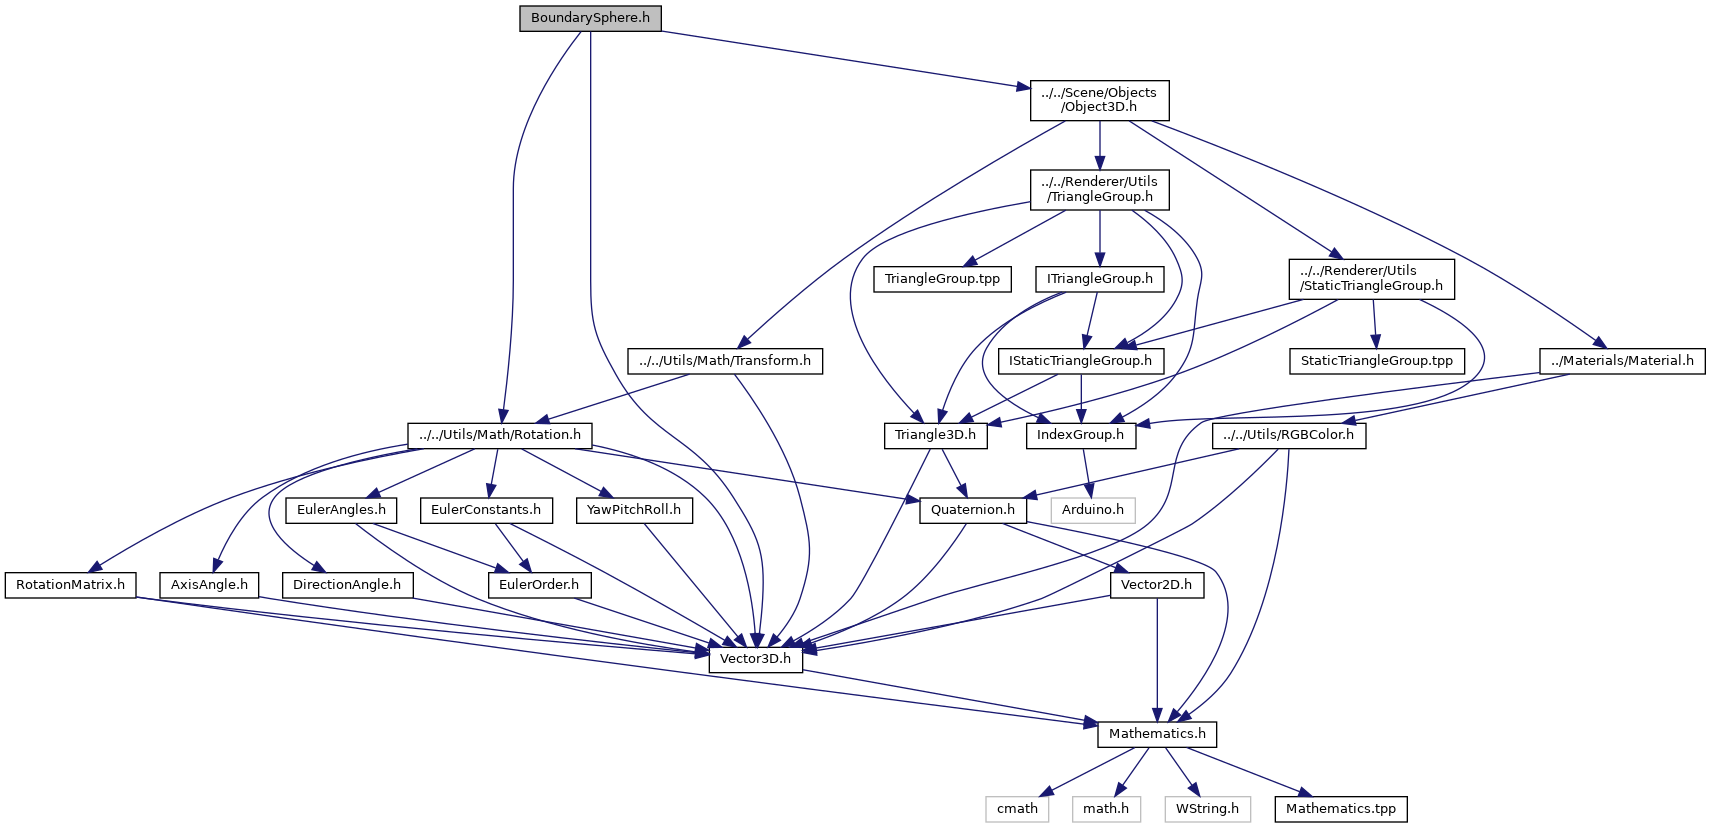 BoundarySphere.h
../../Scene/Objects
/Object3D.h
../../Renderer/Utils
/TriangleGroup.h
TriangleGroup.tpp
ITriangleGroup.h
../../Renderer/Utils
/StaticTriangleGroup.h
../../Utils/Math/Transform.h
IStaticTriangleGroup.h
StaticTriangleGroup.tpp
../Materials/Material.h
../../Utils/Math/Rotation.h
Triangle3D.h
IndexGroup.h
../../Utils/RGBColor.h
EulerAngles.h
EulerConstants.h
YawPitchRoll.h
Quaternion.h
Arduino.h
RotationMatrix.h
AxisAngle.h
DirectionAngle.h
EulerOrder.h
Vector2D.h
Vector3D.h
Mathematics.h
cmath
math.h
WString.h
Mathematics.tpp